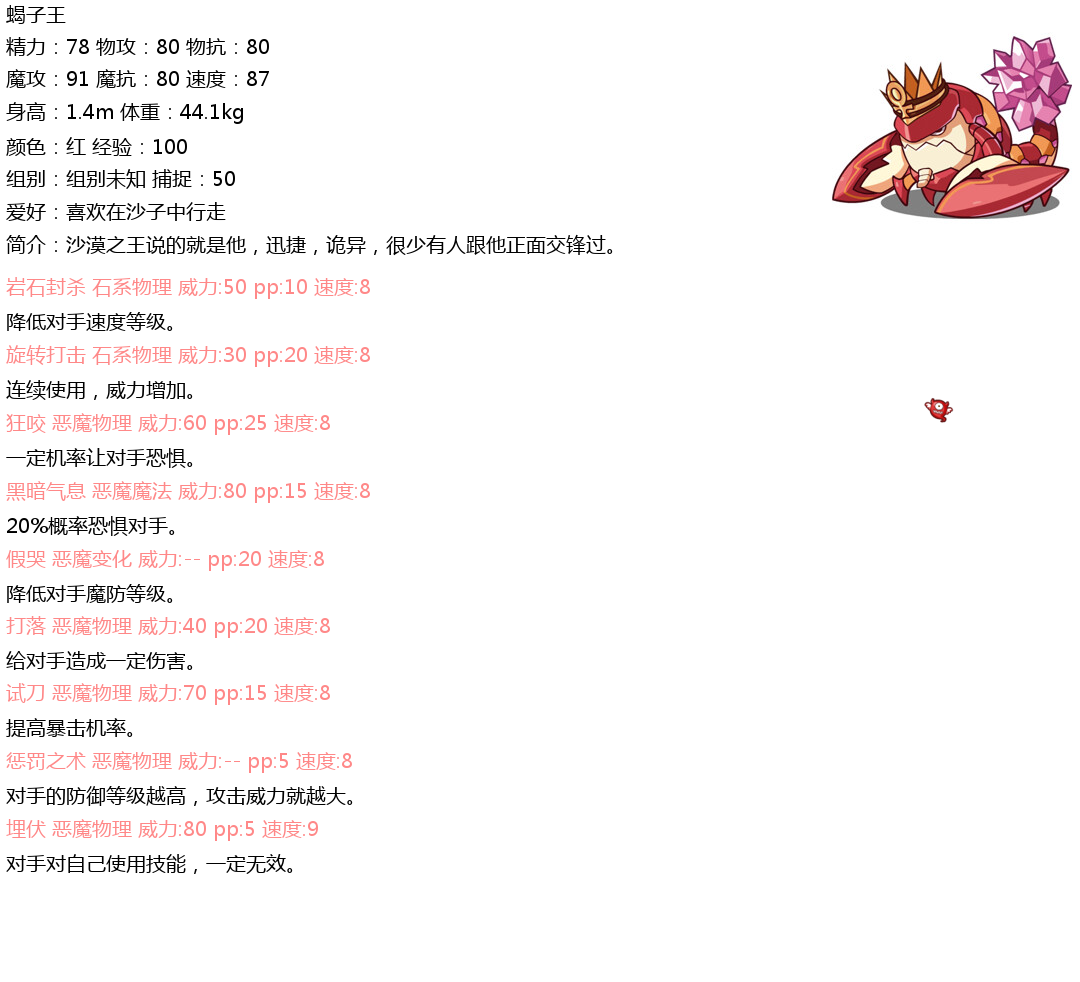 蝎子王
精力：78 物攻：80 物抗：80
魔攻：91 魔抗：80 速度：87
身高：1.4m 体重：44.1kg
颜色：红 经验：100
组别：组别未知 捕捉：50
爱好：喜欢在沙子中行走
简介：沙漠之王说的就是他，迅捷，诡异，很少有人跟他正面交锋过。
岩石封杀 石系物理 威力:50 pp:10 速度:8
降低对手速度等级。
旋转打击 石系物理 威力:30 pp:20 速度:8
连续使用，威力增加。
狂咬 恶魔物理 威力:60 pp:25 速度:8
一定机率让对手恐惧。
黑暗气息 恶魔魔法 威力:80 pp:15 速度:8
20%概率恐惧对手。
假哭 恶魔变化 威力:-- pp:20 速度:8
降低对手魔防等级。
打落 恶魔物理 威力:40 pp:20 速度:8
给对手造成一定伤害。
试刀 恶魔物理 威力:70 pp:15 速度:8
提高暴击机率。
惩罚之术 恶魔物理 威力:-- pp:5 速度:8
对手的防御等级越高，攻击威力就越大。
埋伏 恶魔物理 威力:80 pp:5 速度:9
对手对自己使用技能，一定无效。